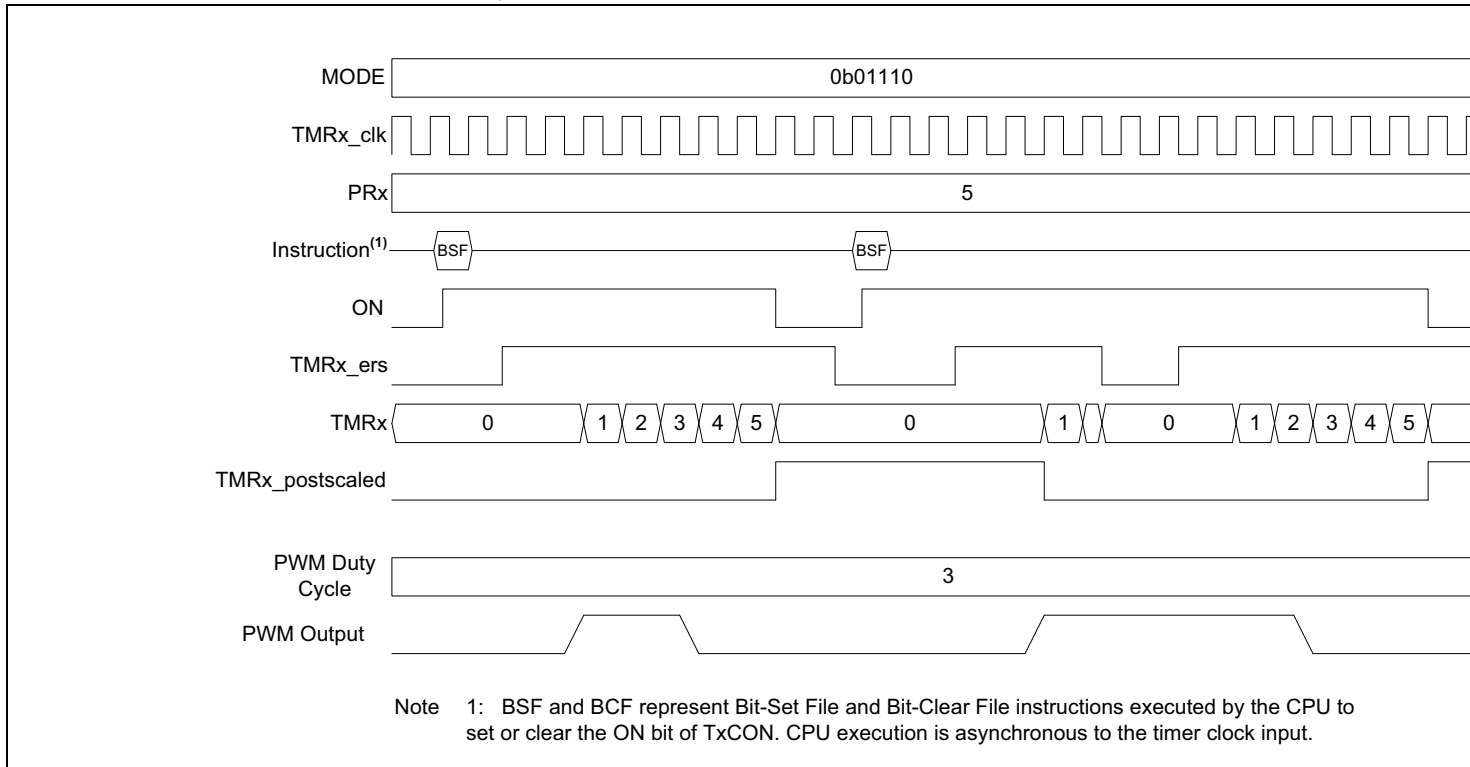 MODE 0b01110
TMRx_clk
PRx 5
Instruction(1) BSF BSF
ON
TMRx_ers
TMRx 0 1 2 3 4 5 0 1 0 1 2 3 4 5
TMRx_postscaled
PWM Duty
Cycle 3
PWM Output
Note 1: BSF and BCF represent Bit-Set File and Bit-Clear File instructions executed by the CPU to
set or clear the ON bit of TxCON. CPU execution is asynchronous to the timer clock input.